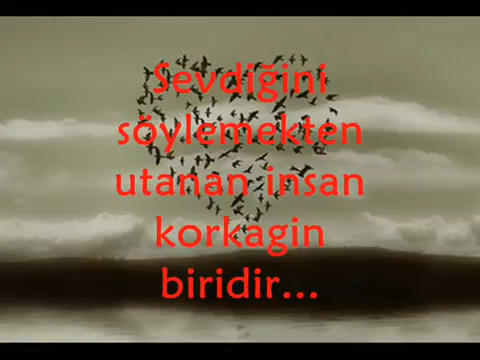 Sevdiğini
söylemekten
utanan insan
korkagin
biridir...